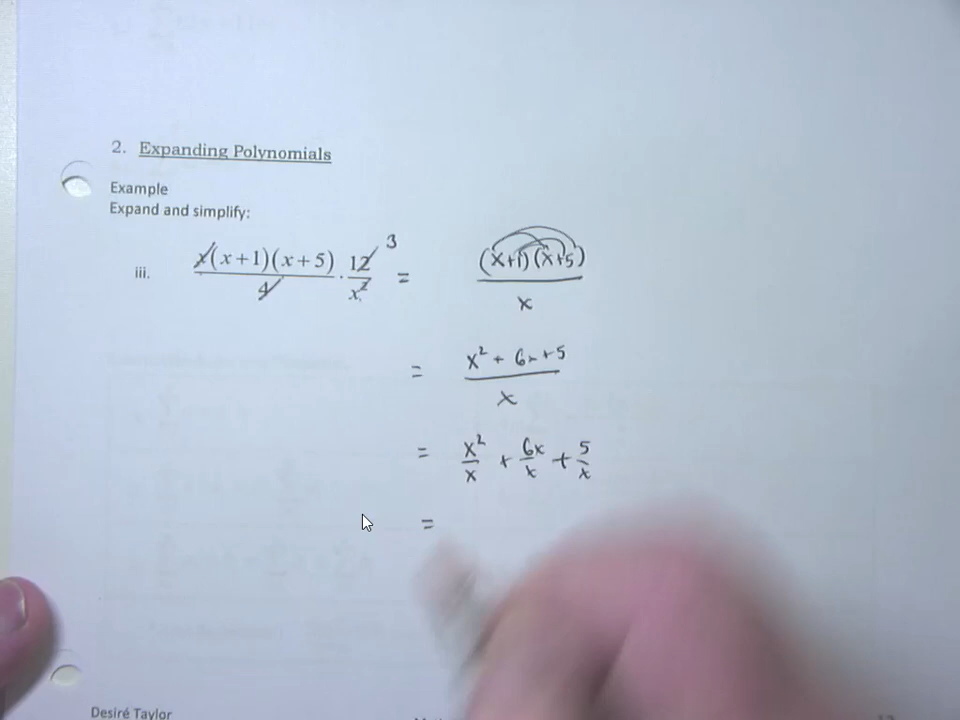 2. Expanding Polynomials
Example
Expand and simplify:
iii. x(x+1)(x+5)/4 · 12/x² 3 = (x+1)(x+5)/x
= x² + 6x + 5/x
= x²/x + 6x/x + 5/x
=
Desiré Taylor